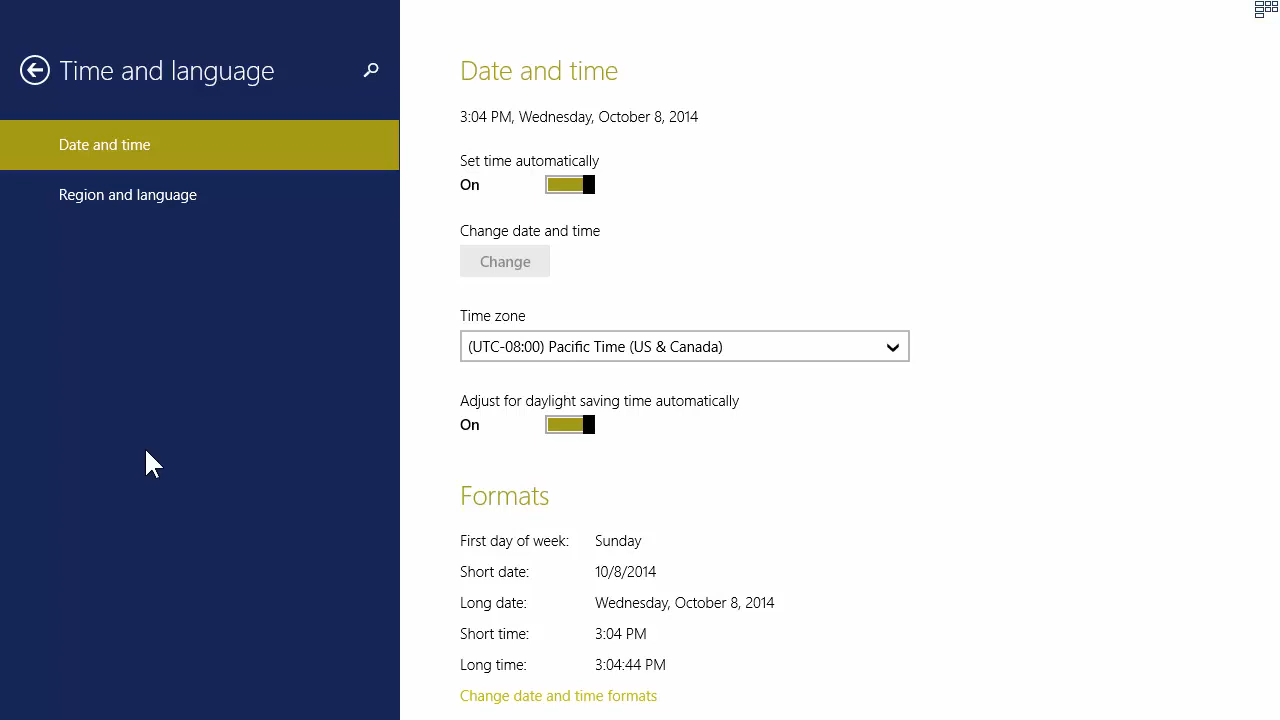 Time and language
Date and time
Region and language
Date and time
3:04 PM, Wednesday, October 8, 2014
Set time automatically
On
Change date and time
Change
Time zone
(UTC-08:00) Pacific Time (US & Canada)
Adjust for daylight saving time automatically
On
Formats
First day of week: Sunday
Short date: 10/8/2014
Long date: Wednesday, October 8, 2014
Short time: 3:04 PM
Long time: 3:04:44 PM
Change date and time formats